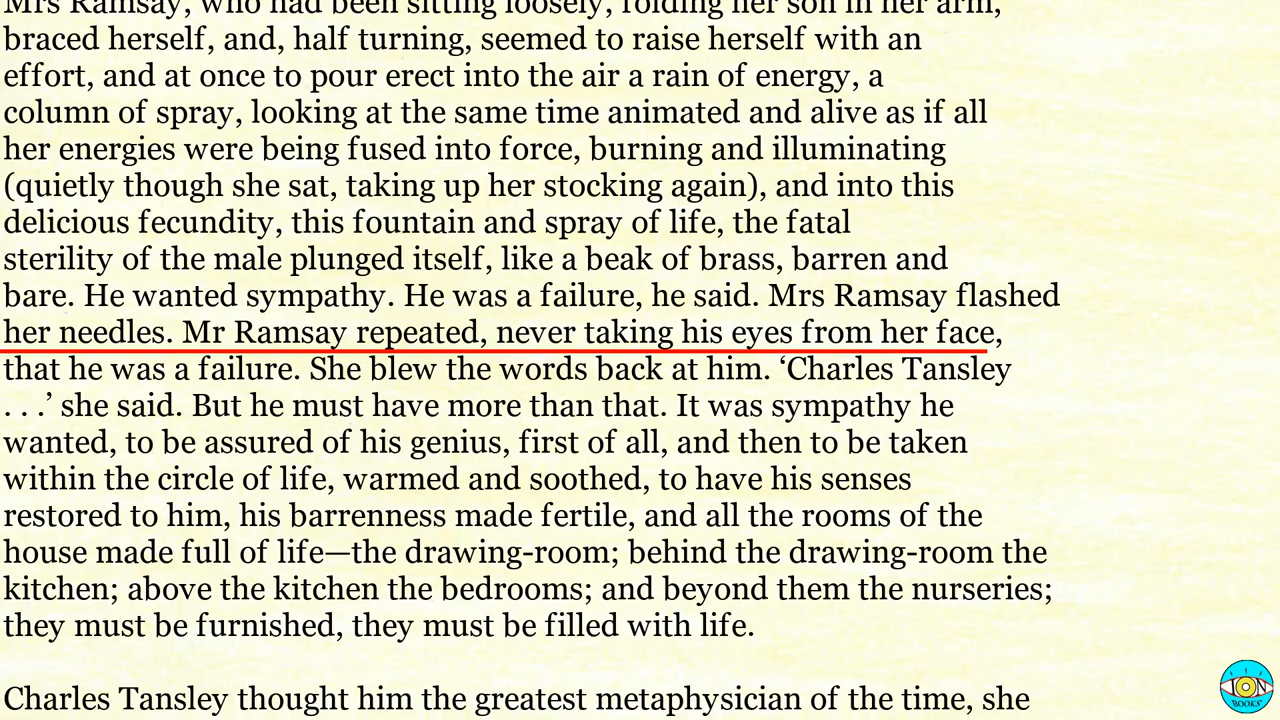 Mrs Ramsay, who had been sitting loosely, folding her son in her arm,
braced herself, and, half turning, seemed to raise herself with an
effort, and at once to pour erect into the air a rain of energy, a
column of spray, looking at the same time animated and alive as if all
her energies were being fused into force, burning and illuminating
(quietly though she sat, taking up her stocking again), and into this
delicious fecundity, this fountain and spray of life, the fatal
sterility of the male plunged itself, like a beak of brass, barren and
bare. He wanted sympathy. He was a failure, he said. Mrs Ramsay flashed
her needles. Mr Ramsay repeated, never taking his eyes from her face,
that he was a failure. She blew the words back at him. ‘Charles Tansley
. . .’ she said. But he must have more than that. It was sympathy he
wanted, to be assured of his genius, first of all, and then to be taken
within the circle of life, warmed and soothed, to have his senses
restored to him, his barrenness made fertile, and all the rooms of the
house made full of life—the drawing-room; behind the drawing-room the
kitchen; above the kitchen the bedrooms; and beyond them the nurseries;
they must be furnished, they must be filled with life.
Charles Tansley thought him the greatest metaphysician of the time, she
ION
BOOKS